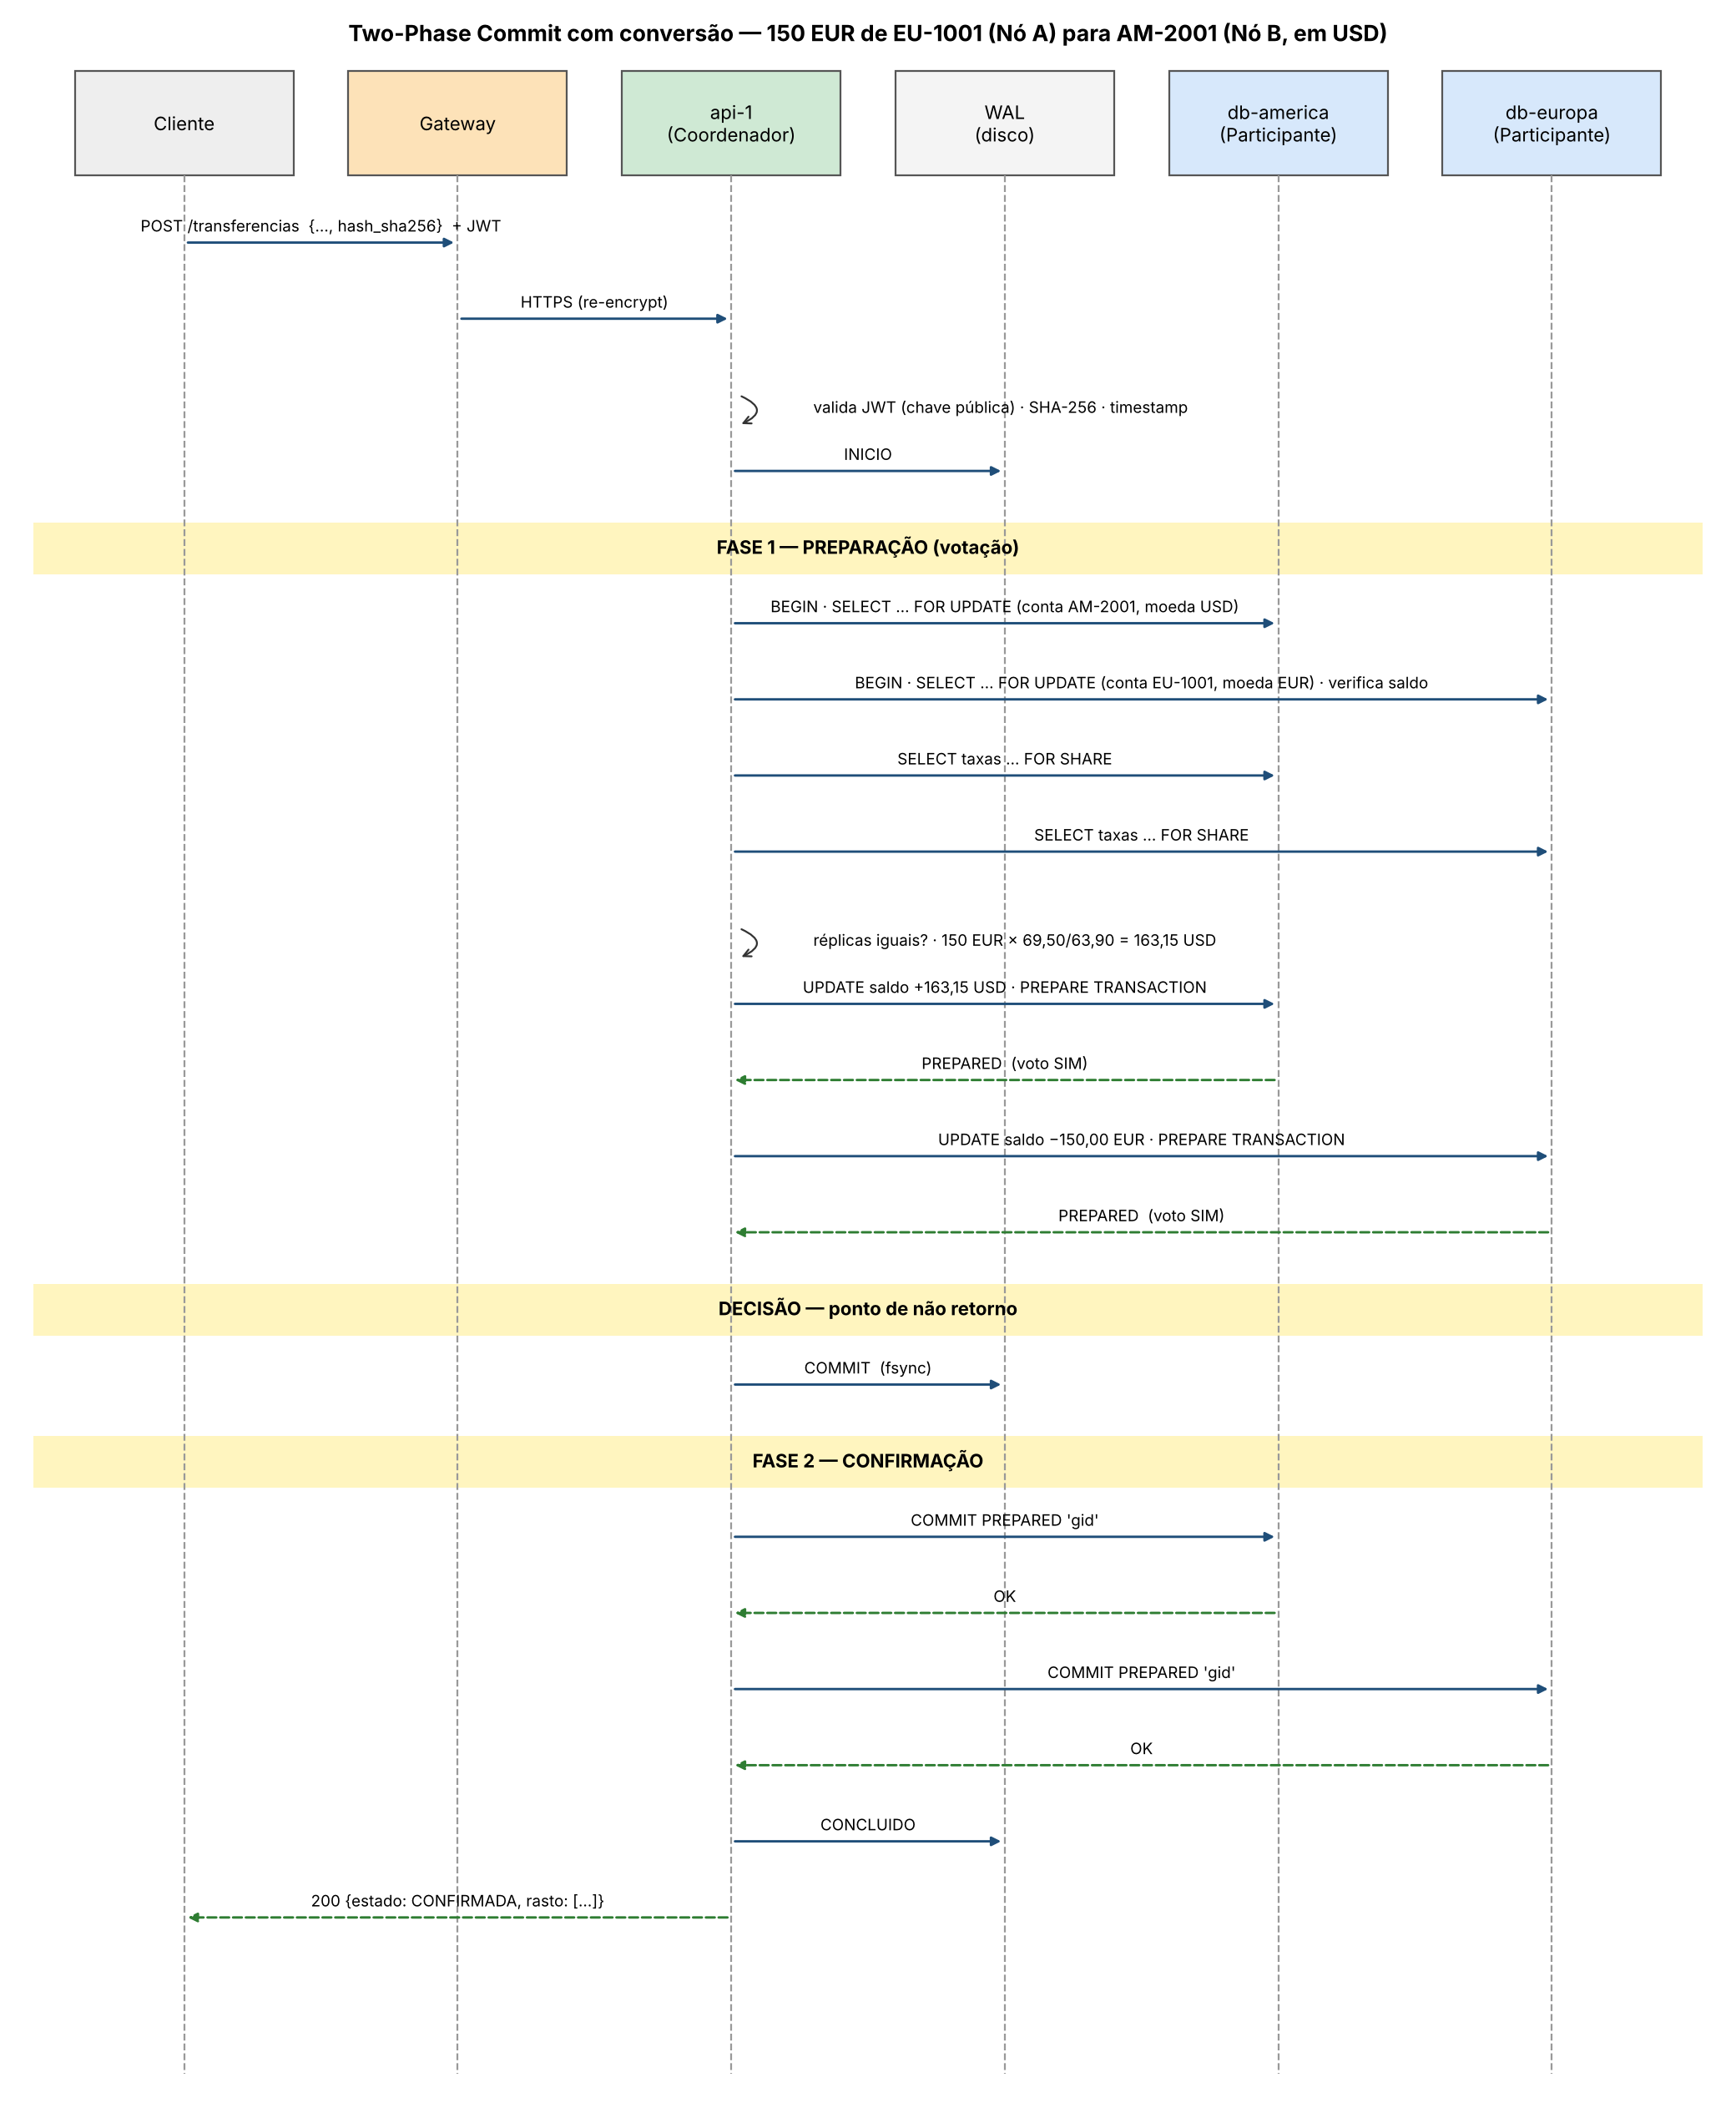 Two-Phase Commit com conversão — 150 EUR de EU-1001 (Nó A) para AM-2001 (Nó B, em USD)
Cliente
Gateway
api-1
(Coordenador)
WAL
(disco)
db-america
(Participante)
db-europa
(Participante)
POST /transferencias {..., hash_sha256} + JWT
HTTPS (re-encrypt)
valida JWT (chave pública) · SHA-256 · timestamp
INICIO
FASE 1 — PREPARAÇÃO (votação)
BEGIN · SELECT ... FOR UPDATE (conta AM-2001, moeda USD)
BEGIN · SELECT ... FOR UPDATE (conta EU-1001, moeda EUR) · verifica saldo
SELECT taxas ... FOR SHARE
SELECT taxas ... FOR SHARE
réplicas iguais? · 150 EUR × 69,50/63,90 = 163,15 USD
UPDATE saldo +163,15 USD · PREPARE TRANSACTION
PREPARED (voto SIM)
UPDATE saldo −150,00 EUR · PREPARE TRANSACTION
PREPARED (voto SIM)
DECISÃO — ponto de não retorno
COMMIT (fsync)
FASE 2 — CONFIRMAÇÃO
COMMIT PREPARED 'gid'
OK
COMMIT PREPARED 'gid'
OK
CONCLUIDO
200 {estado: CONFIRMADA, rasto: [...]}